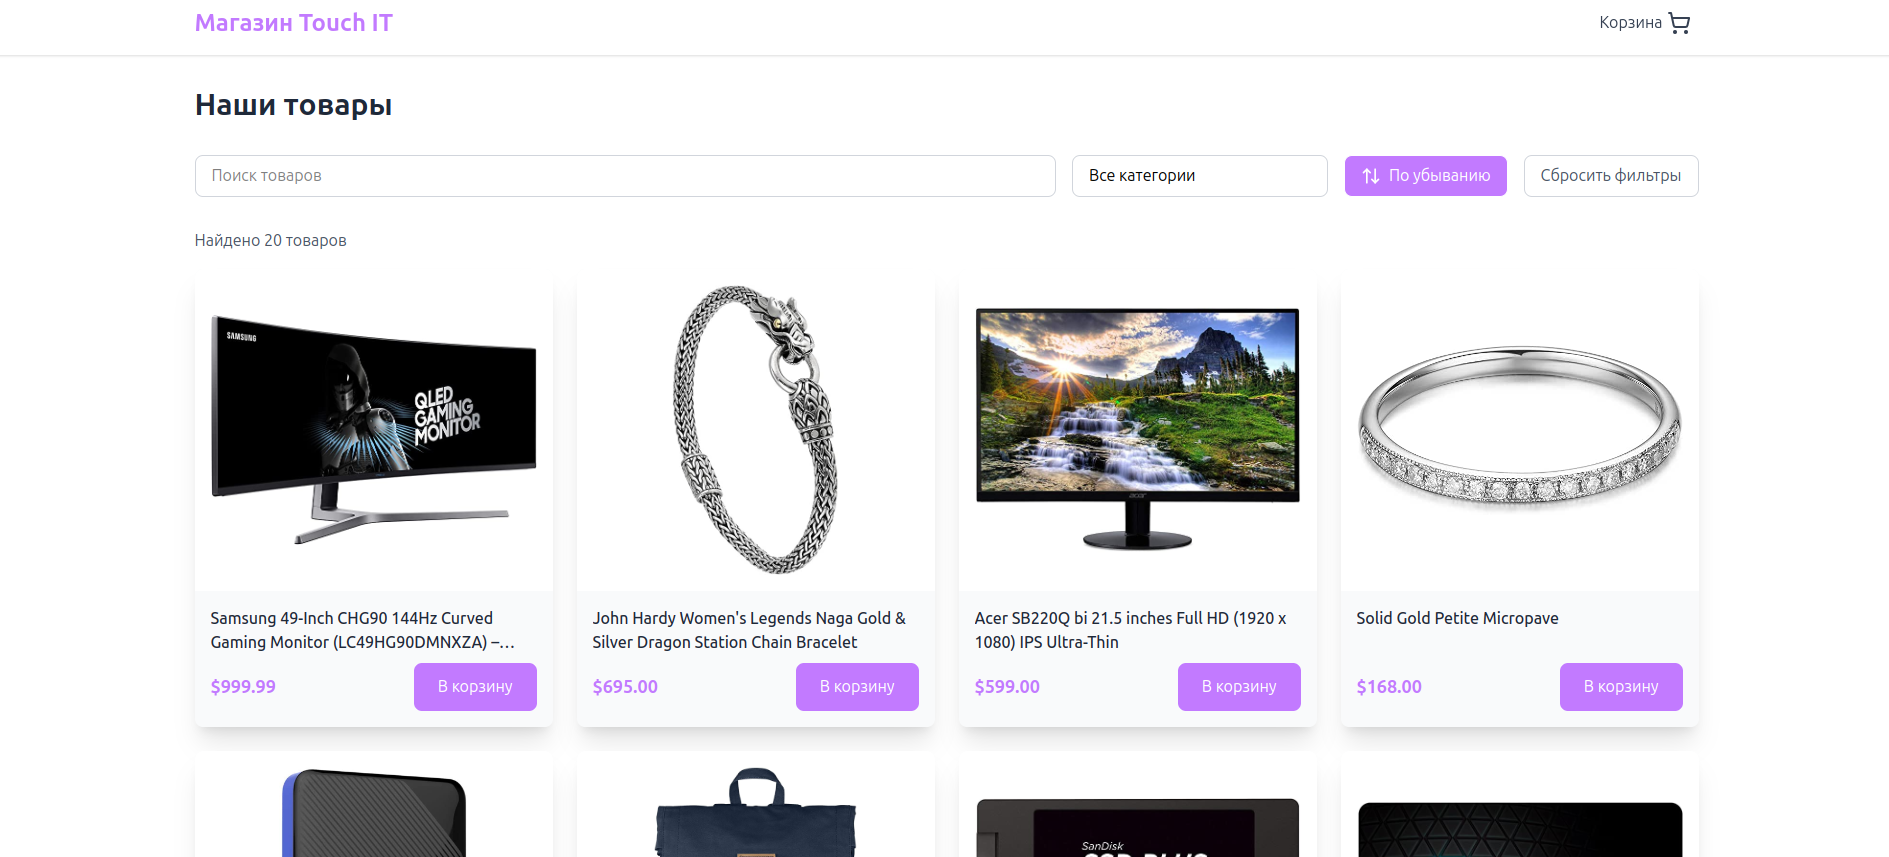 Магазин Touch IT
Корзина
Наши товары
Поиск товаров
Все категории
По убыванию
Сбросить фильтры
Найдено 20 товаров
SAMSUNG
QLED
GAMING
MONITOR
acer
Samsung 49-Inch CHG90 144Hz Curved
Gaming Monitor (LC49HG90DMNXZA) –…
$999.99
В корзину
John Hardy Women's Legends Naga Gold &
Silver Dragon Station Chain Bracelet
$695.00
В корзину
Acer SB220Q bi 21.5 inches Full HD (1920 x
1080) IPS Ultra-Thin
$599.00
В корзину
Solid Gold Petite Micropave
$168.00
В корзину
SanDisk